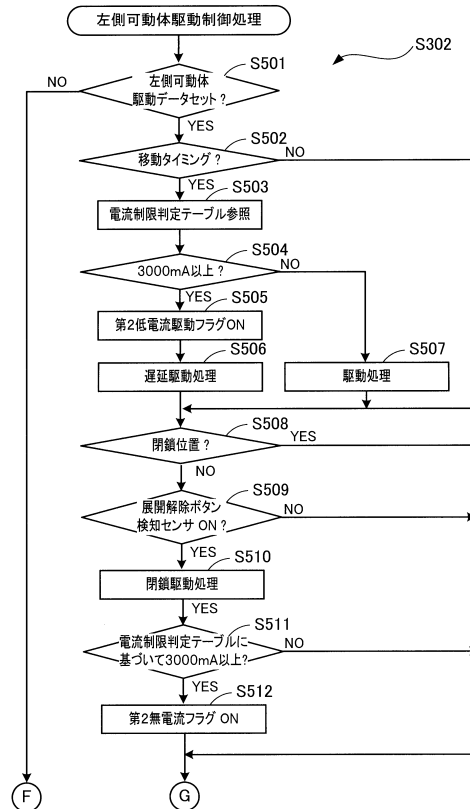 左側可動体駆動制御処理
S302
S501
NO
左側可動体
駆動データセット?
YES
S502
移動タイミング?
NO
YES
S503
電流制限判定テーブル参照
S504
3000mA以上?
NO
YES
S505
第2低電流駆動フラグON
S506
遅延駆動処理
S507
駆動処理
S508
閉鎖位置?
YES
NO
S509
展開解除ボタン
検知センサ ON?
NO
YES
S510
閉鎖駆動処理
YES
S511
電流制限判定テーブルに
基づいて3000mA以上?
NO
YES
S512
第2無電流フラグ ON
F
G